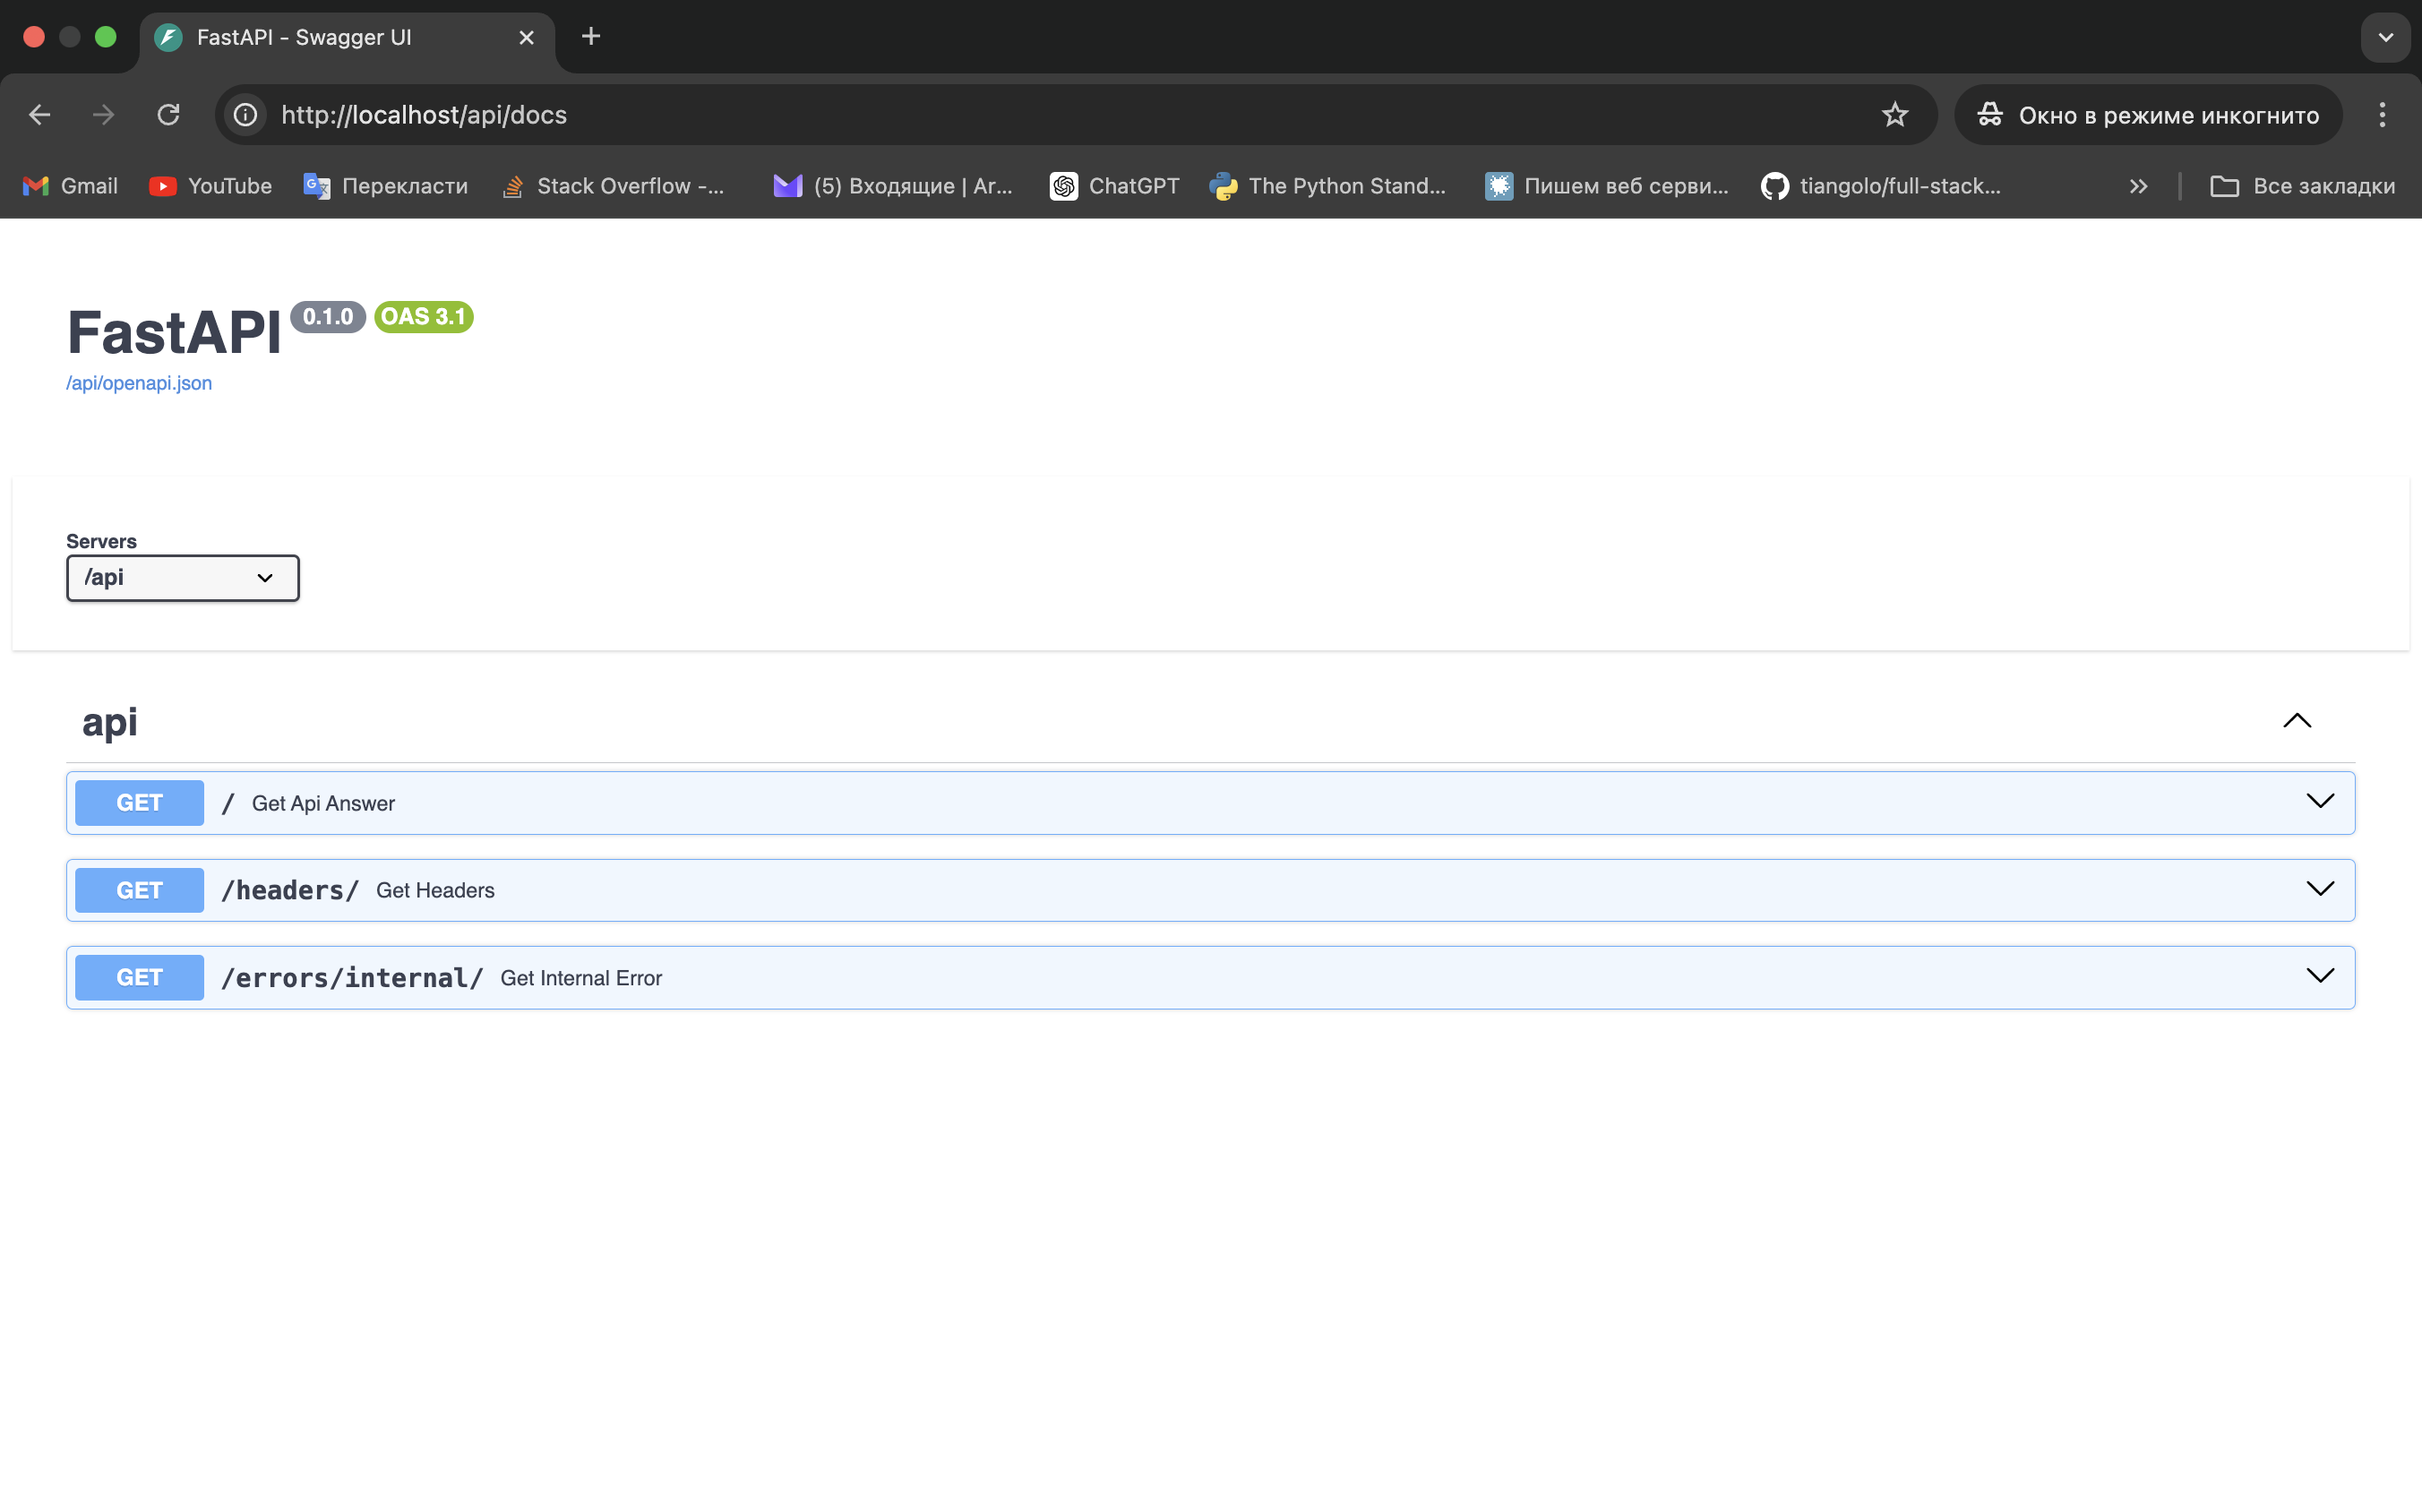 FastAPI - Swagger UI
http://localhost/api/docs
Окно в режиме инкогнито
Gmail
YouTube
Перекласти
Stack Overflow -...
(5) Входящие | Ar...
ChatGPT
The Python Stand...
Пишем веб серви...
tiangolo/full-stack...
Все закладки
FastAPI 0.1.0 OAS 3.1
/api/openapi.json
Servers
/api
api
GET / Get Api Answer
GET /headers/ Get Headers
GET /errors/internal/ Get Internal Error